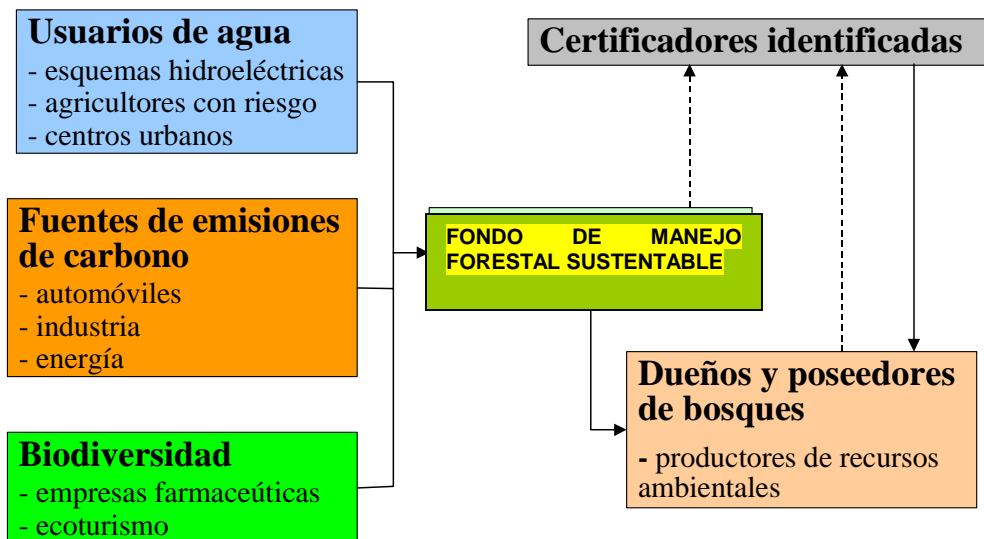 Usuarios de agua
- esquemas hidroeléctricas
- agricultores con riesgo
- centros urbanos
Fuentes de emisiones
de carbono
- automóviles
- industria
- energía
Biodiversidad
- empresas farmaceúticas
- ecoturismo
FONDO DE MANEJO
FORESTAL SUSTENTABLE
Certificadores identificadas
Dueños y poseedores
de bosques
- productores de recursos
ambientales